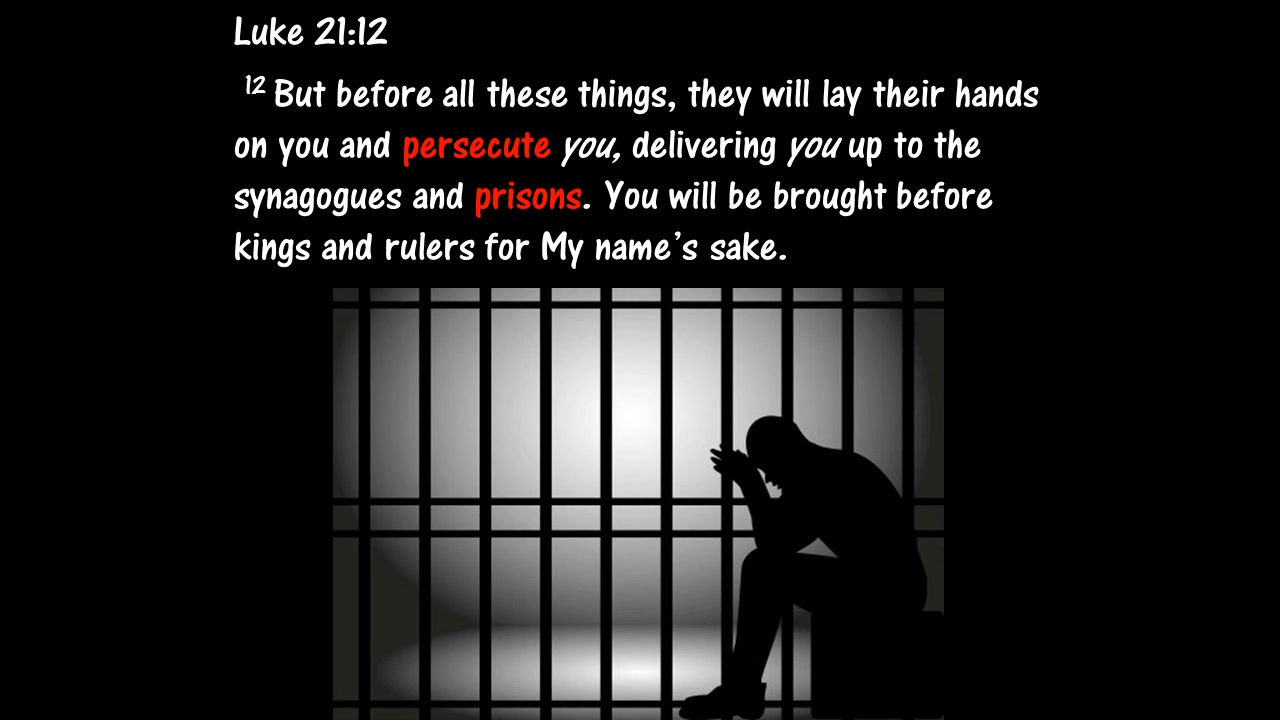 Luke 21:12
12 But before all these things, they will lay their hands
on you and persecute you, delivering you up to the
synagogues and prisons. You will be brought before
kings and rulers for My name’s sake.